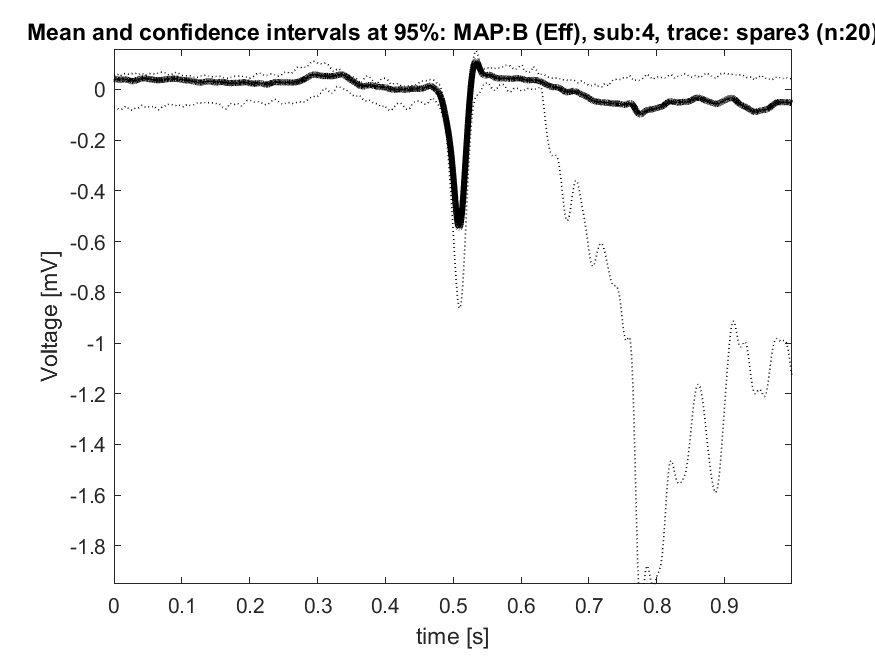 Mean and confidence intervals at 95%: MAP:B (Eff), sub:4, trace: spare3 (n:20)
0
-0.2
-0.4
-0.6
-0.8
-1
-1.2
-1.4
-1.6
-1.8
Voltage [mV]
0 0.1 0.2 0.3 0.4 0.5 0.6 0.7 0.8 0.9
time [s]